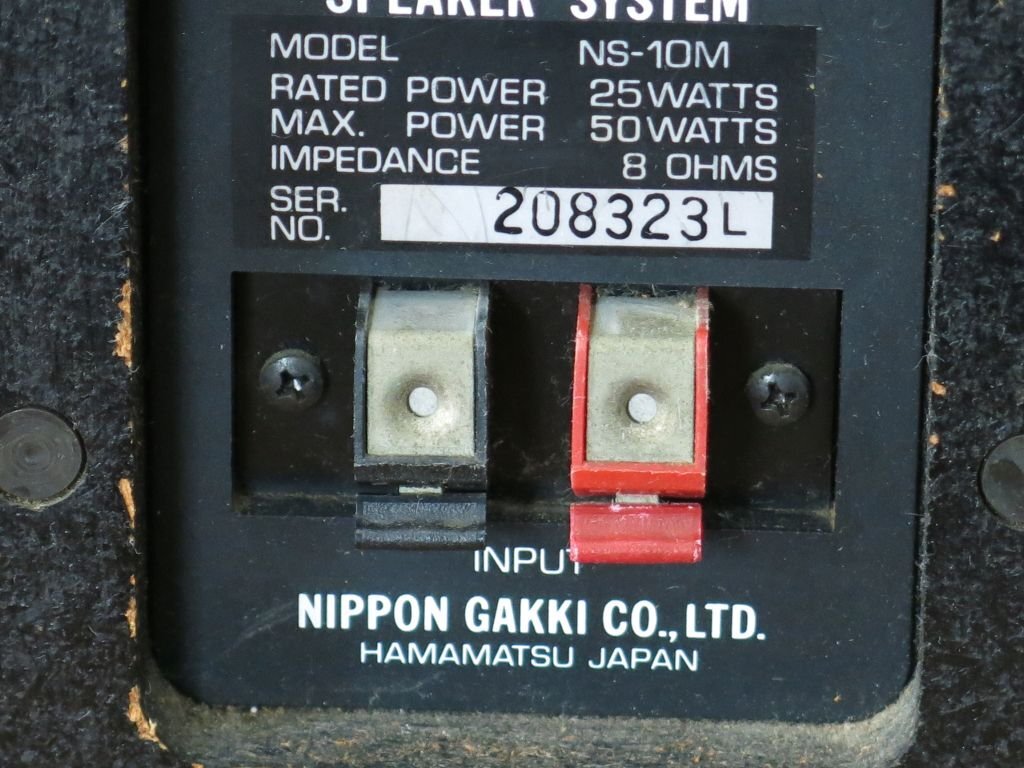 SPEAKER SYSTEM
MODEL NS-10M
RATED POWER 25WATTS
MAX. POWER 50WATTS
IMPEDANCE 8 OHMS
SER. NO. 208323L
INPUT
NIPPON GAKKI CO., LTD.
HAMAMATSU JAPAN